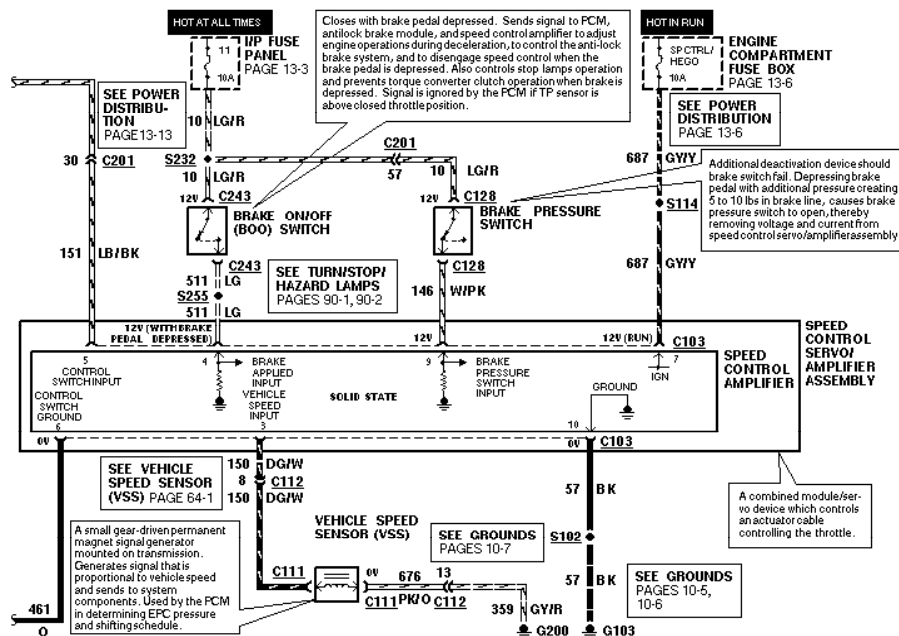 HOT AT ALL TIMES
11
10A
I/P FUSE
PANEL
PAGE 13-3
Closes with brake pedal depressed. Sends signal to PCM,
antilock brake module, and speed control amplifier to adjust
engine operations during deceleration, to control the anti-lock
brake system, and to disengage speed control when the
brake pedal is depressed. Also controls stop lamps operation
and prevents torque converter clutch operation when brake is
depressed. Signal is ignored by the PCM if TP sensor is
above closed throttle position.
HOT IN RUN
SPCTRL/
HEGO
10A
ENGINE
COMPARTMENT
FUSE BOX
PAGE 13-6
SEE POWER
DISTRIBU-
TION
PAGE 13-13
SEE POWER
DISTRIBUTION
PAGE 13-6
10 LG/R
30 C201
S232
C201
57
10 LG/R
10 LG/R
687 GY/Y
12V C243
12V C128
S114
Additional deactivation device should
brake switch fail. Depressing brake
pedal with additional pressure creating
5 to 10 lbs in brake line, causes brake
pressure switch to open, thereby
removing voltage and current from
speed control servo/amplifier assembly
BRAKE ON/OFF
(BOO) SWITCH
BRAKE PRESSURE
SWITCH
151 LB/BK
C243
C128
511 LG
S255
511 LG
SEE TURN/STOP/
HAZARD LAMPS
PAGES 90-1, 90-2
146 W/PK
687 GY/Y
12V (WITH BRAKE
PEDAL DEPRESSED)
12V
12V (RUN)
C103
SPEED
CONTROL
SERVO/
AMPLIFIER
ASSEMBLY
5
CONTROL
SWITCH INPUT
4
BRAKE
APPLIED
INPUT
9
BRAKE
PRESSURE
SWITCH
INPUT
7
IGN
SPEED
CONTROL
AMPLIFIER
CONTROL
SWITCH
GROUND
6
VEHICLE
SPEED
INPUT
3
SOLID STATE
GROUND
10
0V
0V
C103
SEE VEHICLE
SPEED SENSOR
(VSS) PAGE 64-1
150 DG/W
8 C112
150 DG/W
57 BK
A combined module/ser-
vo device which controls
an actuator cable
controlling the throttle.
A small gear-driven permanent
magnet signal generator
mounted on transmission.
Generates signal that is
proportional to vehicle speed
and sends to system
components. Used by the PCM
in determining EPC pressure
and shifting schedule.
VEHICLE SPEED
SENSOR (VSS)
SEE GROUNDS
PAGES 10-7
S102
C111
0V
676
13
C111 PK/O C112
57 BK
SEE GROUNDS
PAGES 10-5,
10-6
461
O
359 GY/R
G200
G103